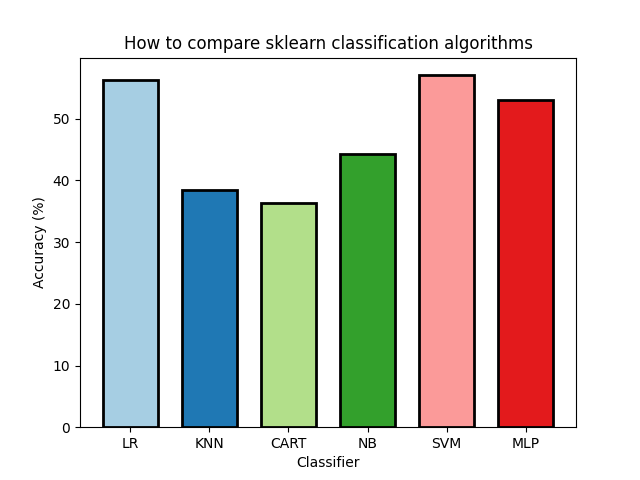 How to compare sklearn classification algorithms
Accuracy (%)
50
40
30
20
10
0
LR KNN CART NB SVM MLP
Classifier